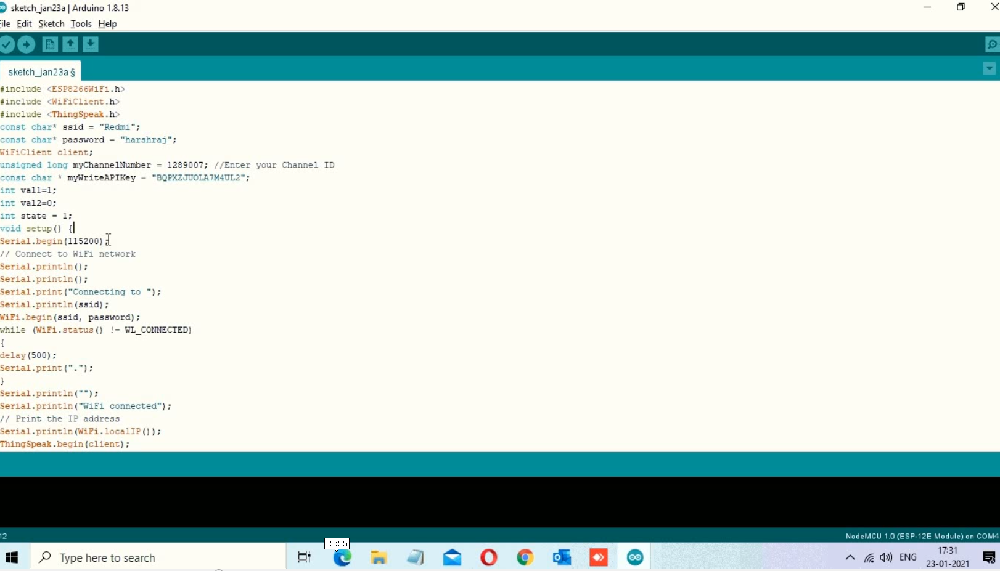 sketch_jan23a | Arduino 1.8.13
File Edit Sketch Tools Help
sketch_jan23a §
#include <ESP8266WiFi.h>
#include <WiFiClient.h>
#include <ThingSpeak.h>
const char* ssid = "Redmi";
const char* password = "harshraj";
WiFiClient client;
unsigned long myChannelNumber = 1289007; //Enter your Channel ID
const char * myWriteAPIKey = "BQPXZJUOLA7M4UL2";
int val1=1;
int val2=0;
int state = 1;
void setup() {
Serial.begin(115200);
// Connect to WiFi network
Serial.println();
Serial.println();
Serial.print("Connecting to ");
Serial.println(ssid);
WiFi.begin(ssid, password);
while (WiFi.status() != WL_CONNECTED)
{
delay(500);
Serial.print(".");
}
Serial.println("");
Serial.println("WiFi connected");
// Print the IP address
Serial.println(WiFi.localIP());
ThingSpeak.begin(client);
12
NodeMCU 1.0 (ESP-12E Module) on COM4
05:55
Type here to search
ENG
17:31
23-01-2021